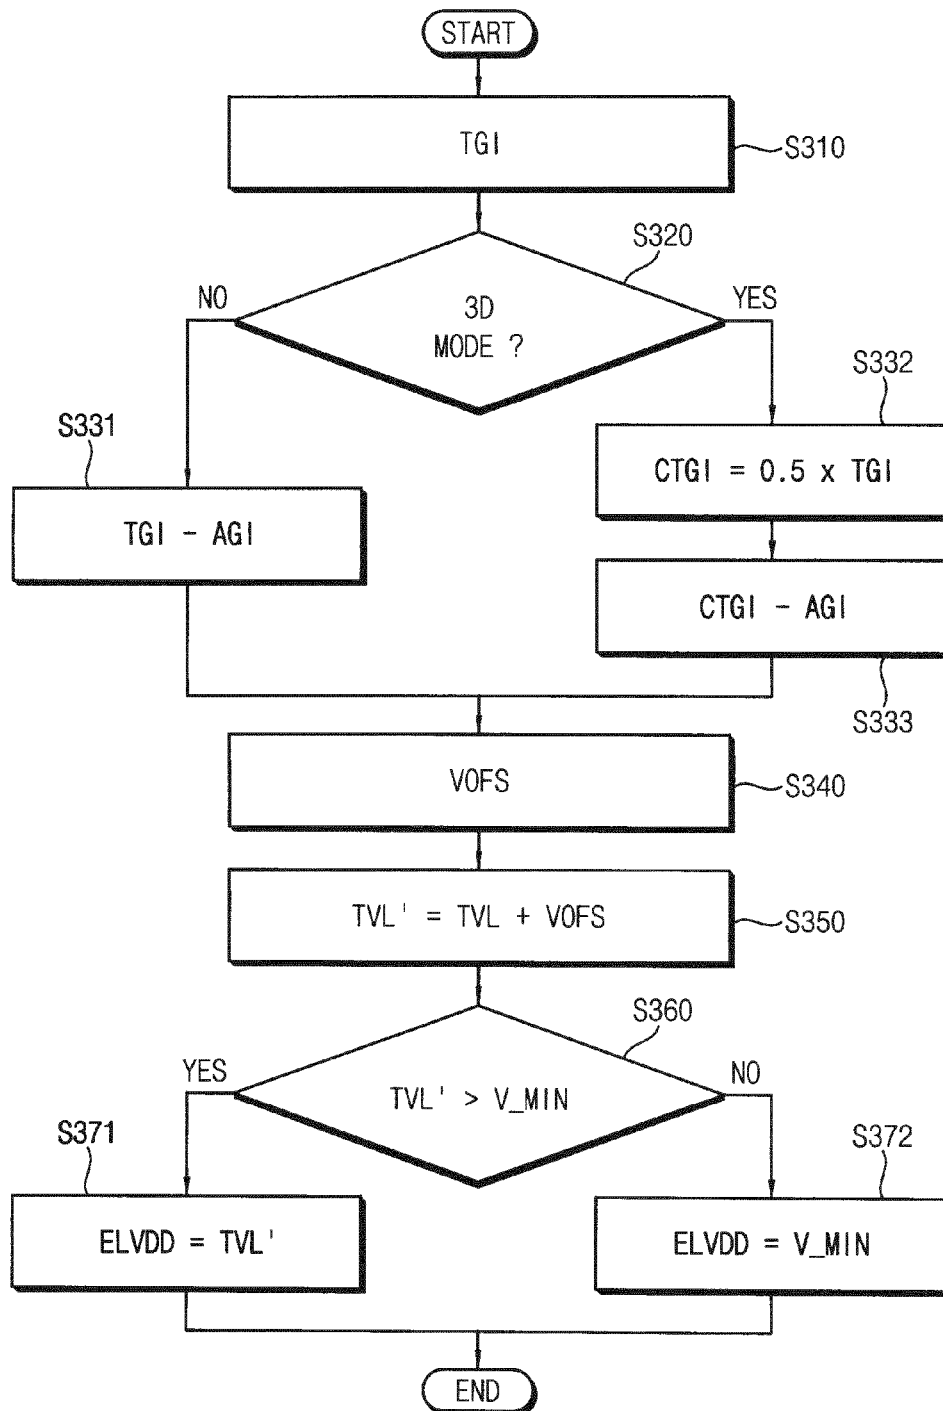 START
TGI
S310
S320
NO
YES
3D
MODE ?
S332
S331
CTGI = 0.5 x TGI
TGI - AGI
CTGI - AGI
S333
VOFS
S340
TVL' = TVL + VOFS
S350
S360
YES
NO
TVL' > V_MIN
S371
S372
ELVDD = TVL'
ELVDD = V_MIN
END